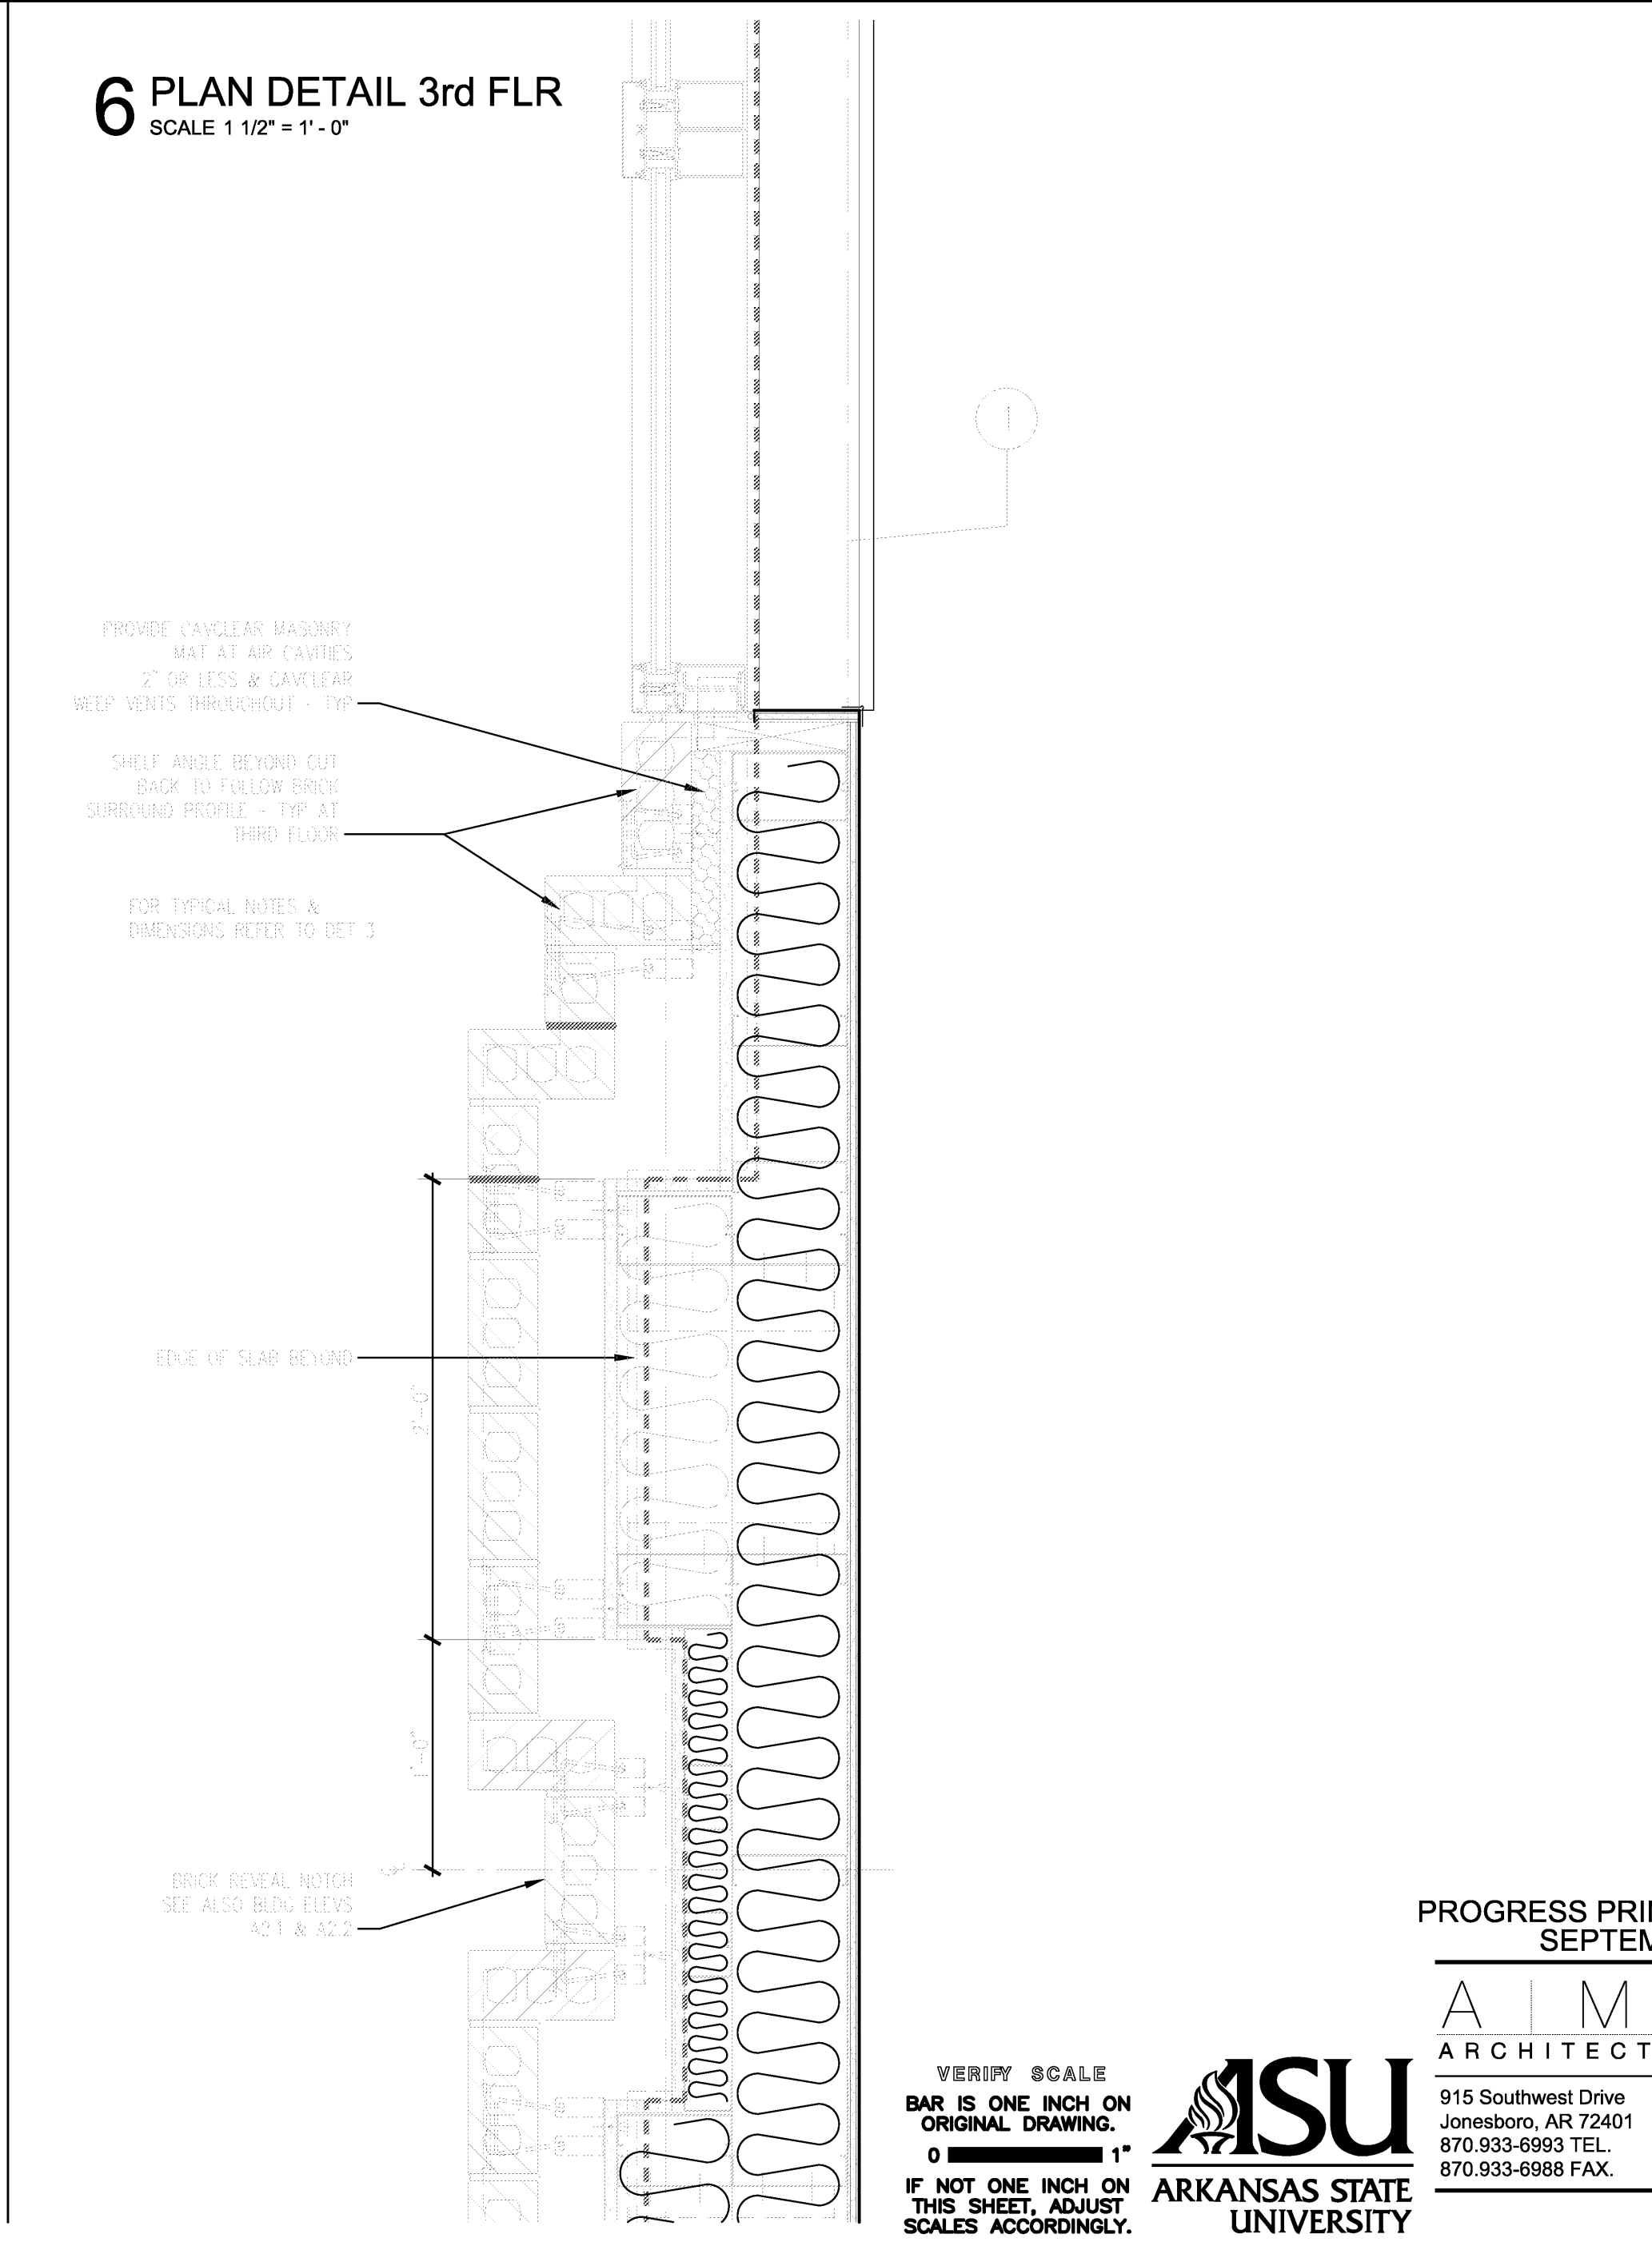 6 PLAN DETAIL 3rd FLR
SCALE 1 1/2" = 1' - 0"
1
PROVIDE CAVCLEAR MASONRY
MAT AT AIR CAVITIES
2" OR LESS & CAVCLEAR
WEEP VENTS THROUGHOUT - TYP
SHELF ANGLE BEYOND CUT
BACK TO FOLLOW BRICK
SURROUND PROFILE - TYP AT
THIRD FLOOR
FOR TYPICAL NOTES &
DIMENSIONS REFER TO DET 3
EDGE OF SLAB BEYOND
2'-0"
1'-0"
BRICK REVEAL NOTCH
SEE ALSO BLDG ELEVS
A2.1 & A2.2
VERIFY SCALE
BAR IS ONE INCH ON
ORIGINAL DRAWING.
0 1"
IF NOT ONE INCH ON
THIS SHEET, ADJUST
SCALES ACCORDINGLY.
ASU
ARKANSAS STATE
UNIVERSITY
PROGRESS PRI
SEPTEM
A | M
ARCHITECT
915 Southwest Drive
Jonesboro, AR 72401
870.933-6993 TEL.
870.933-6988 FAX.